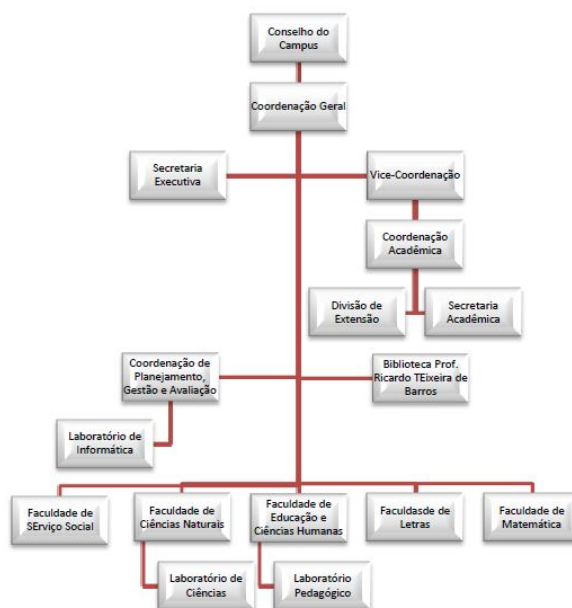 Conselho do
Campus
Coordenação Geral
Secretaria
Executiva
Vice-Coordenação
Coordenação
Acadêmica
Divisão de
Extensão
Secretaria
Acadêmica
Coordenação de
Planejamento,
Gestão e Avaliação
Biblioteca Prof.
Ricardo TEixeira de
Barros
Laboratório de
Informática
Faculdade de
SErviço Social
Faculdade de
Ciências Naturais
Faculdade de
Educação e
Ciências Humanas
Faculdasde de
Letras
Faculdade de
Matemática
Laboratório de
Ciências
Laboratório
Pedagógico